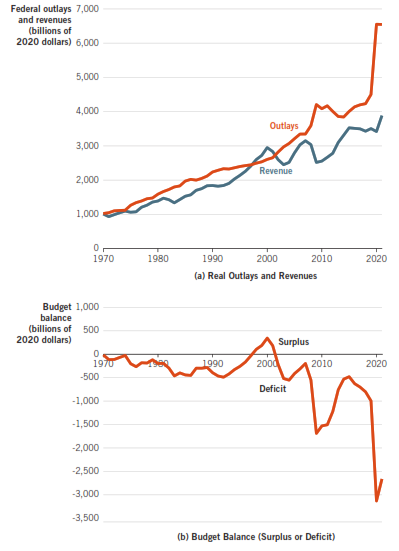 Federal outlays 7,000
and revenues
(billions of
2020 dollars) 6,000
5,000
4,000
Outlays
3,000
Revenue
2,000
1,000
0
1970 1980 1990 2000 2010 2020
(a) Real Outlays and Revenues
Budget 1,000
balance
(billions of 500
2020 dollars)
Surplus
0
1970 1980 1990 2000 2010 2020
-500
Deficit
-1,000
-1,500
-2,000
-2,500
-3,000
-3,500
(b) Budget Balance (Surplus or Deficit)